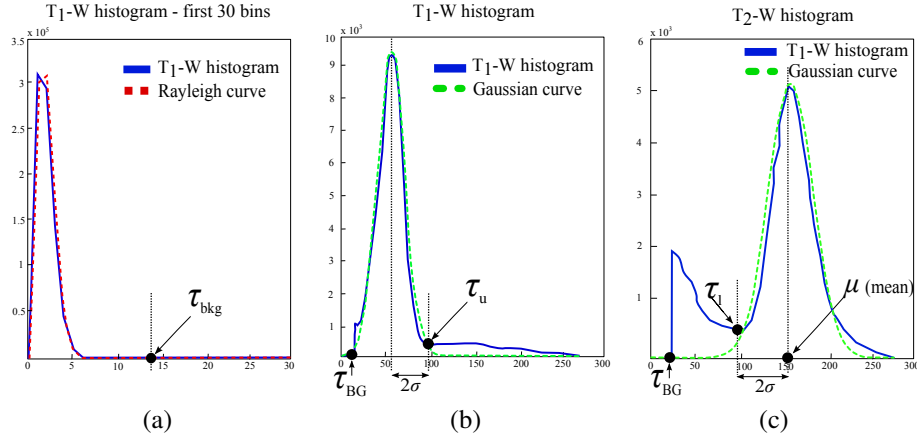 T1-W histogram - first 30 bins
x 10^5
3.5
3
5.5
5
1.5
1
5
0
0 5 10 15 20 25 30
T1-W histogram
Rayleigh curve
τbkg
(a)
T1-W histogram
x 10^3
10
9
8
7
6
5
4
3
2
1
0
0 50 100 150 200 250 300
T1-W histogram
Gaussian curve
τu
τBG
2σ
(b)
T2-W histogram
x 10^3
6
5
4
3
2
1
0
0 100 150 200 250 300
T1-W histogram
Gaussian curve
τl
μ (mean)
τBG
2σ
(c)